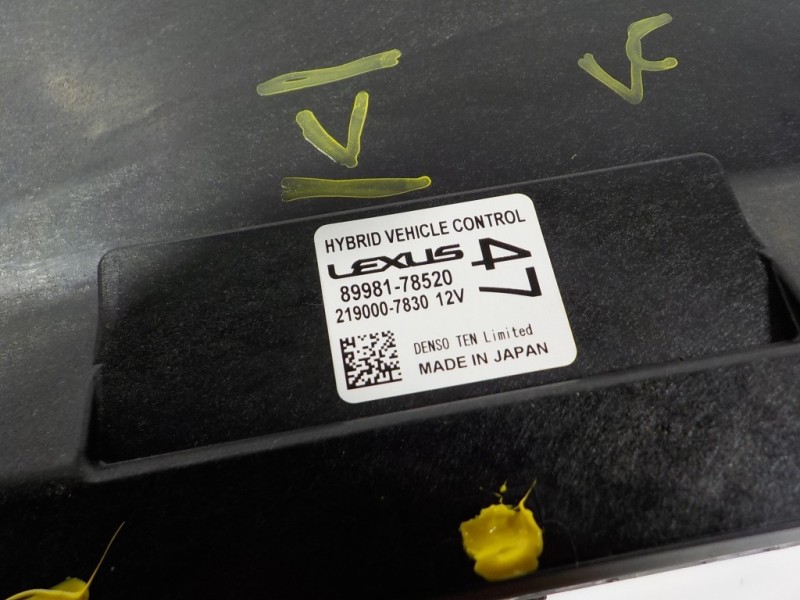 HYBRID VEHICLE CONTROL
LEXUS
47
89981-78520
219000-7830 12V
DENSO TEN Limited
MADE IN JAPAN